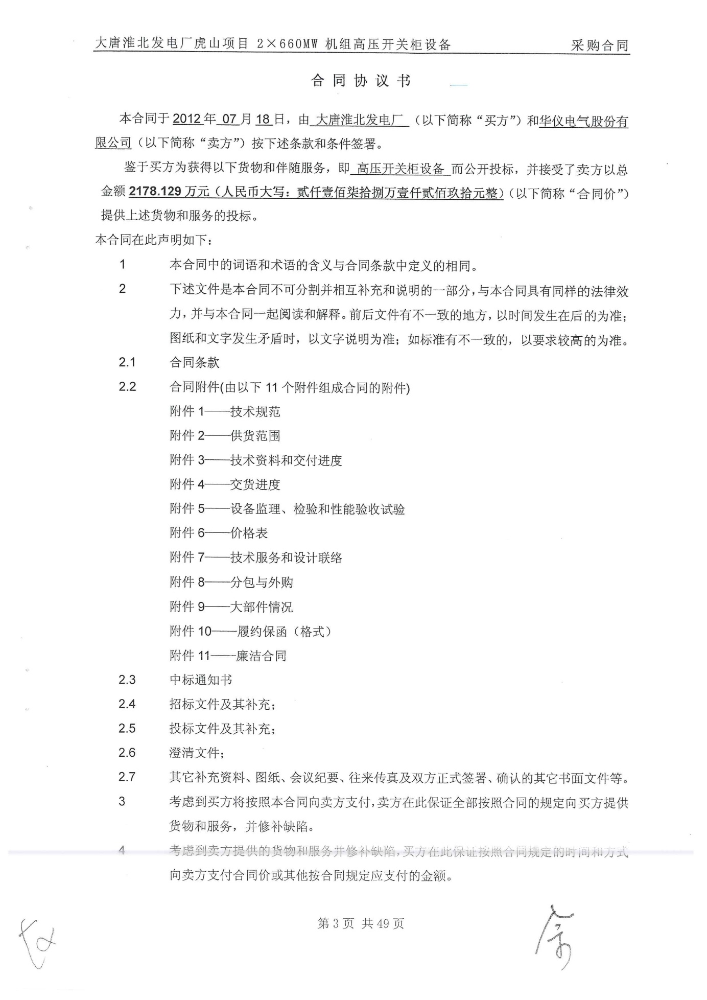 大唐淮北发电厂虎山项目 2×660MW 机组高压开关柜设备 采购合同
合同协议书
本合同于 2012 年 07 月 18 日，由 大唐淮北发电厂 （以下简称“买方”）和华仪电气股份有
限公司（以下简称“卖方”）按下述条款和条件签署。
鉴于买方为获得以下货物和伴随服务，即 高压开关柜设备 而公开投标，并接受了卖方以总
金额 2178.129 万元（人民币大写：贰仟壹佰柒拾捌万壹仟贰佰玖拾元整）（以下简称“合同价”）
提供上述货物和服务的投标。
本合同在此声明如下：
1 本合同中的词语和术语的含义与合同条款中定义的相同。
2 下述文件是本合同不可分割并相互补充和说明的一部分，与本合同具有同样的法律效
力，并与本合同一起阅读和解释。前后文件有不一致的地方，以时间发生在后的为准；
图纸和文字发生矛盾时，以文字说明为准；如标准有不一致的，以要求较高的为准。
2.1 合同条款
2.2 合同附件(由以下 11 个附件组成合同的附件)
附件 1——技术规范
附件 2——供货范围
附件 3——技术资料和交付进度
附件 4——交货进度
附件 5——设备监理、检验和性能验收试验
附件 6——价格表
附件 7——技术服务和设计联络
附件 8——分包与外购
附件 9——大部件情况
附件 10——履约保函（格式）
附件 11——廉洁合同
2.3 中标通知书
2.4 招标文件及其补充；
2.5 投标文件及其补充；
2.6 澄清文件；
2.7 其它补充资料、图纸、会议纪要、往来传真及双方正式签署、确认的其它书面文件等。
3 考虑到买方将按照本合同向卖方支付，卖方在此保证全部按照合同的规定向买方提供
货物和服务，并修补缺陷。
4 考虑到卖方提供的货物和服务并修补缺陷，买方在此保证按照合同规定的时间和方式
向卖方支付合同价或其他按合同规定应支付的金额。
第 3 页 共 49 页